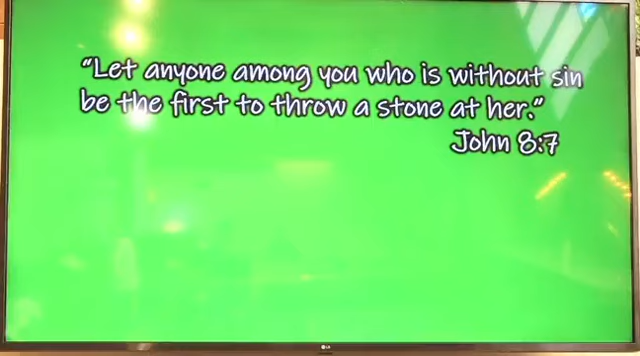 “Let anyone among you who is without sin
be the first to throw a stone at her.”
John 8:7
LG